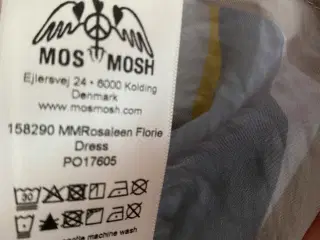 MOS MOSH
Ejlersvej 24 • 6000 Kolding
Denmark
www.mosmosh.com
158290 MMRosaleen Florie
Dress
PO17605
30
machine wash